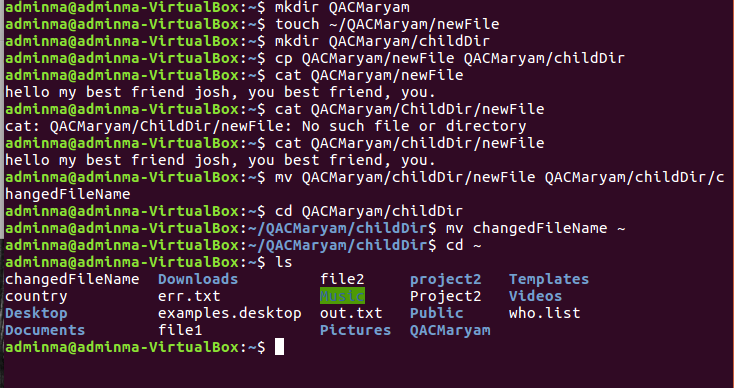 adminma@adminma-VirtualBox:~$ mkdir QACMaryam
adminma@adminma-VirtualBox:~$ touch ~/QACMaryam/newFile
adminma@adminma-VirtualBox:~$ mkdir QACMaryam/childDir
adminma@adminma-VirtualBox:~$ cp QACMaryam/newFile QACMaryam/childDir
adminma@adminma-VirtualBox:~$ cat QACMaryam/newFile
hello my best friend josh, you best friend, you.
adminma@adminma-VirtualBox:~$ cat QACMaryam/ChildDir/newFile
cat: QACMaryam/ChildDir/newFile: No such file or directory
adminma@adminma-VirtualBox:~$ cat QACMaryam/childDir/newFile
hello my best friend josh, you best friend, you.
adminma@adminma-VirtualBox:~$ mv QACMaryam/childDir/newFile QACMaryam/childDir/c
hangedFileName
adminma@adminma-VirtualBox:~$ cd QACMaryam/childDir
adminma@adminma-VirtualBox:~/QACMaryam/childDir$ mv changedFileName ~
adminma@adminma-VirtualBox:~/QACMaryam/childDir$ cd ~
adminma@adminma-VirtualBox:~$ ls
changedFileName  Downloads         file2     project2   Templates
country          err.txt           Music     Project2   Videos
Desktop          examples.desktop  out.txt   Public     who.list
Documents        file1             Pictures  QACMaryam
adminma@adminma-VirtualBox:~$